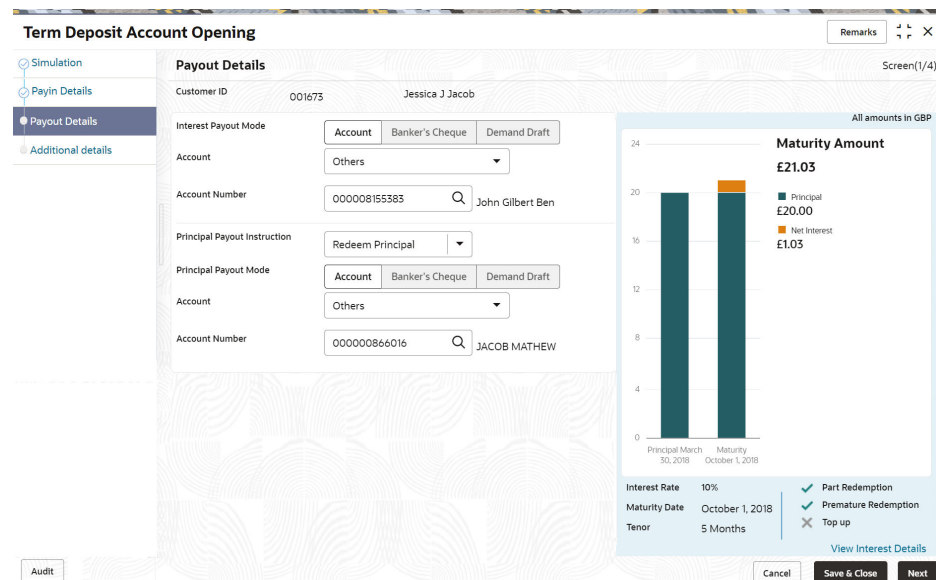 Term Deposit Account Opening
Remarks
Simulation
Payin Details
Payout Details
Additional details
Payout Details
Screen(1/4)
Customer ID 001673 Jessica J Jacob
Interest Payout Mode Account Banker's Cheque Demand Draft
Account Others
Account Number 000008155383 John Gilbert Ben
Principal Payout Instruction Redeem Principal
Principal Payout Mode Account Banker's Cheque Demand Draft
Account Others
Account Number 000000866016 JACOB MATHEW
All amounts in GBP
Maturity Amount
£21.03
Principal
£20.00
Net Interest
£1.03
24
20
16
12
8
4
0
Principal March
30, 2018
Maturity
October 1, 2018
Interest Rate 10%
Maturity Date October 1, 2018
Tenor 5 Months
Part Redemption
Premature Redemption
Top up
View Interest Details
Audit
Cancel Save & Close Next